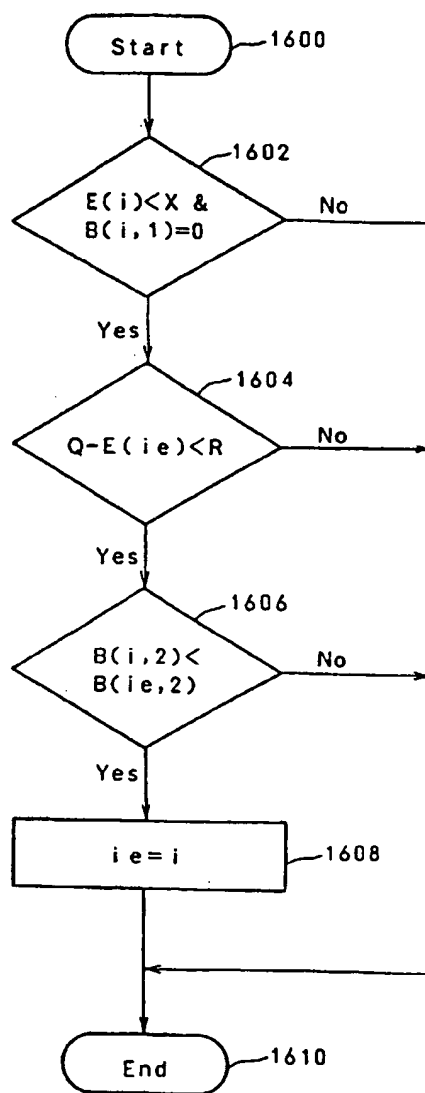 Start
1600
1602
E(i)<X &
B(i,1)=0
No
Yes
1604
Q-E(ie)<R
No
Yes
1606
B(i,2)<
B(ie,2)
No
Yes
ie=i
1608
End
1610